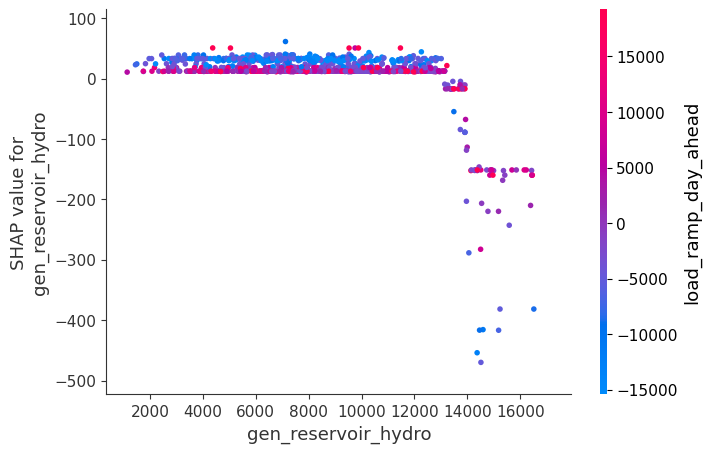 100
0
−100
−200
−300
−400
−500
SHAP value for
gen_reservoir_hydro
2000 4000 6000 8000 10000 12000 14000 16000
gen_reservoir_hydro
15000
10000
5000
0
−5000
−10000
−15000
load_ramp_day_ahead